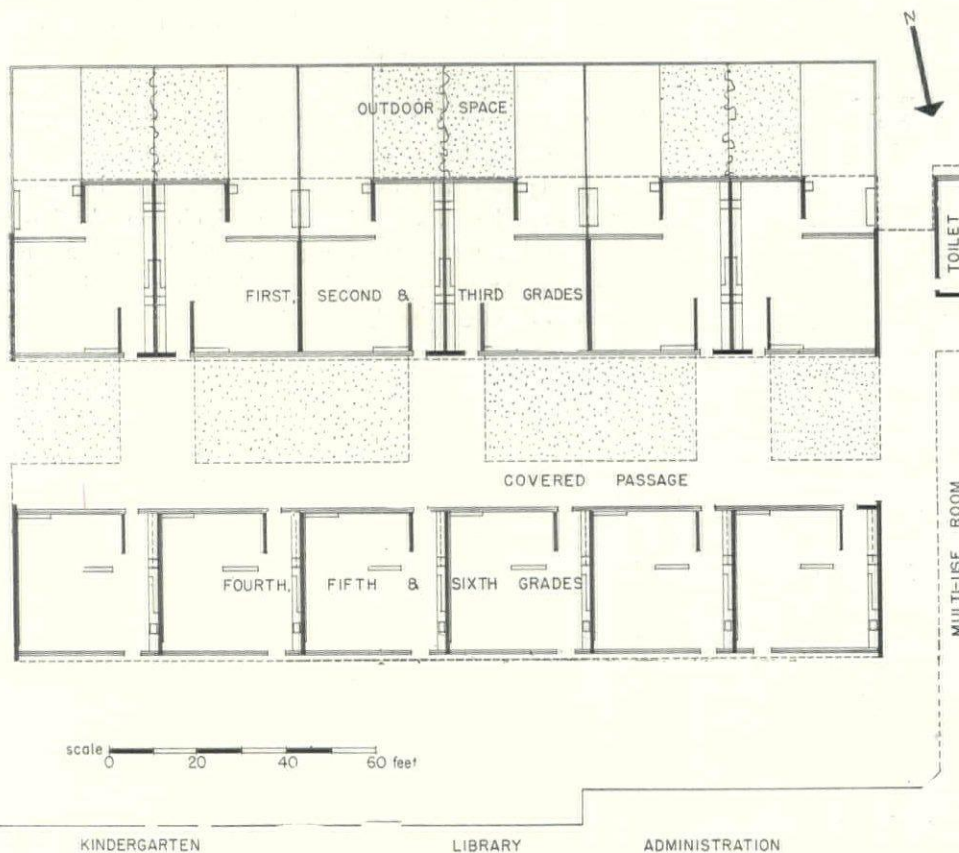 N
OUTDOOR SPACE
TOILET
FIRST, SECOND & THIRD GRADES
COVERED PASSAGE
MULTI-USE ROOM
FOURTH, FIFTH & SIXTH GRADES
scale
0 20 40 60 feet
KINDERGARTEN LIBRARY ADMINISTRATION